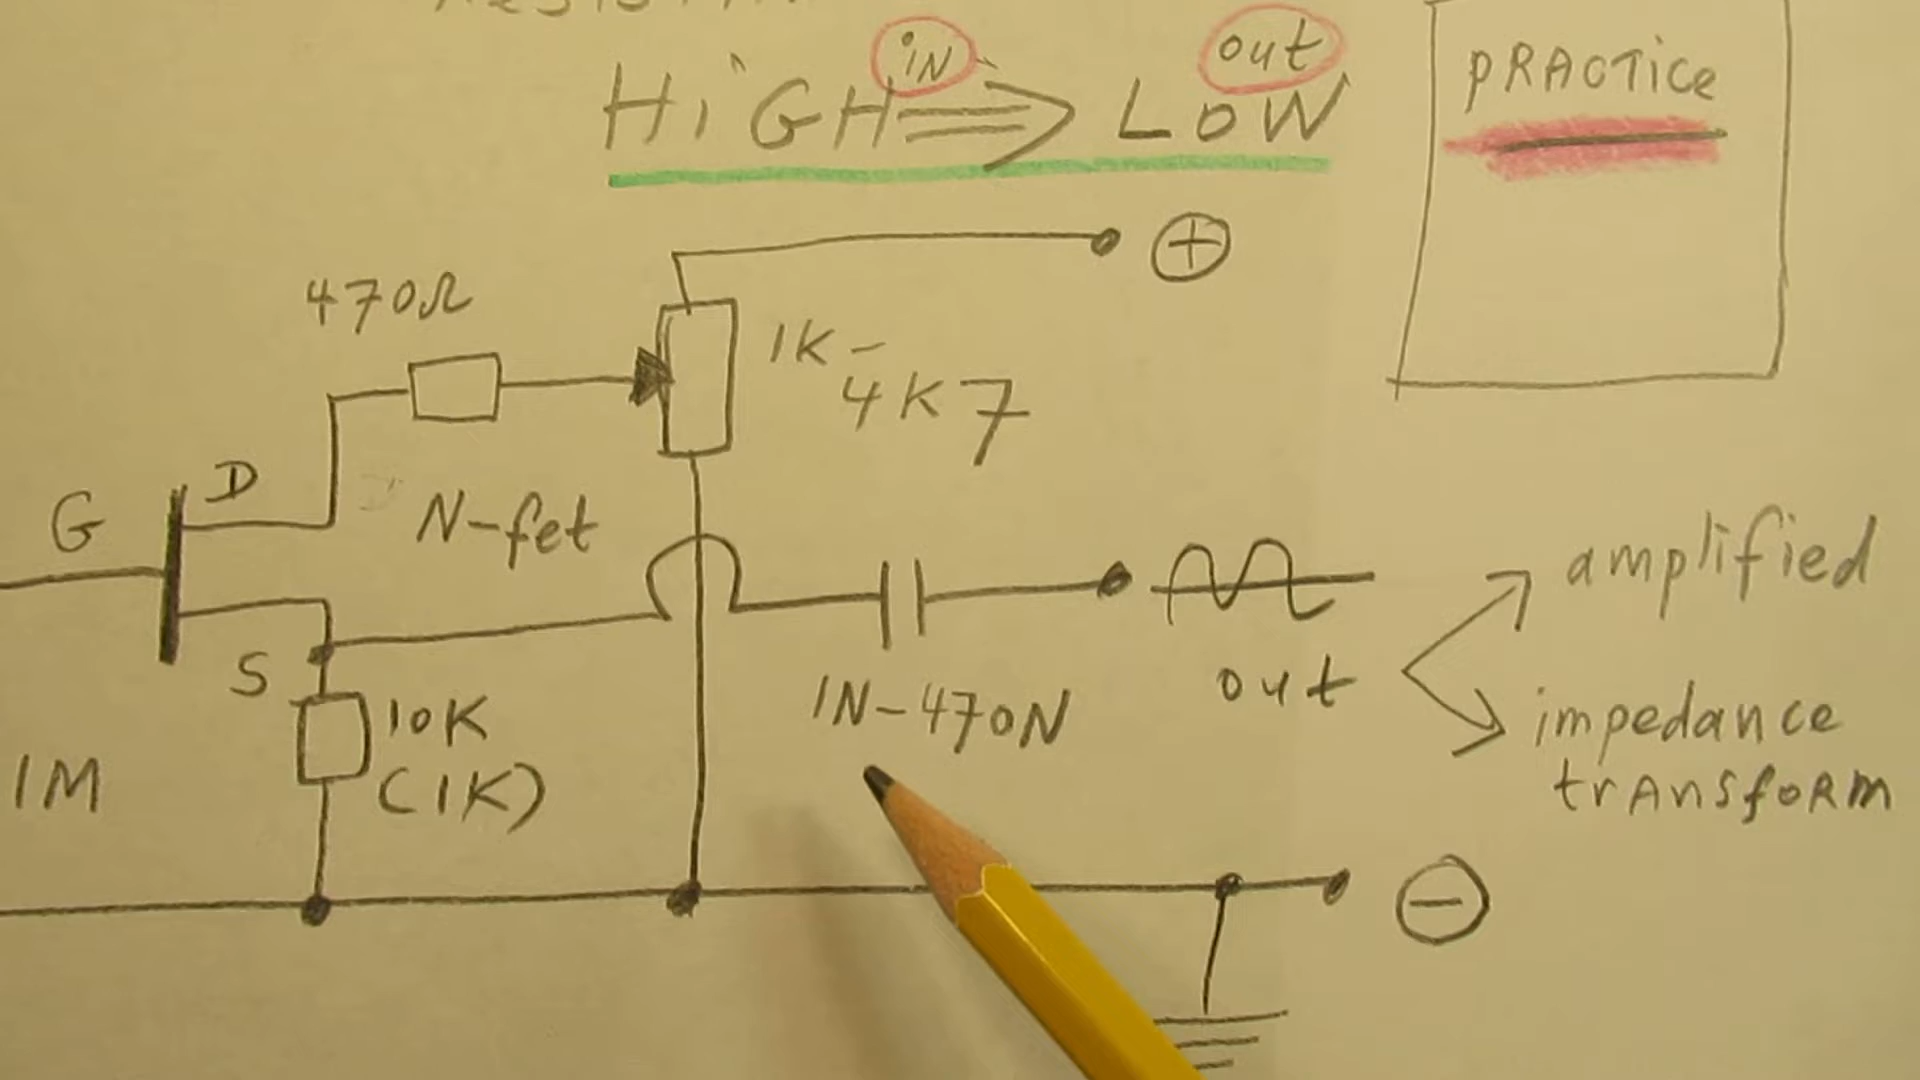 iN
out
HiGH ⇒ LOW
PRACTice
470Ω
+
1K-
4K7
D
G
N-fet
amplified
S
out
10K
1N-470N
impedance
(1K)
1M
transfoRm
−